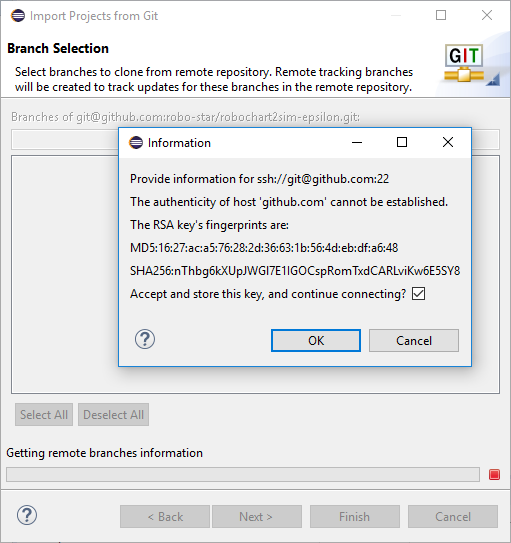 Import Projects from Git
Branch Selection
Select branches to clone from remote repository. Remote tracking branches
will be created to track updates for these branches in the remote repository.
GIT
Branches of git@github.com:robo-star/robochart2sim-epsilon.git:
Information
Provide information for ssh://git@github.com:22
The authenticity of host 'github.com' cannot be established.
The RSA key's fingerprints are:
MD5:16:27:ac:a5:76:28:2d:36:63:1b:56:4d:eb:df:a6:48
SHA256:nThbg6kXUpJWGl7E1IGOCspRomTxdCARLviKw6E5SY8
Accept and store this key, and continue connecting?
?
OK
Cancel
Select All
Deselect All
Getting remote branches information
?
< Back
Next >
Finish
Cancel